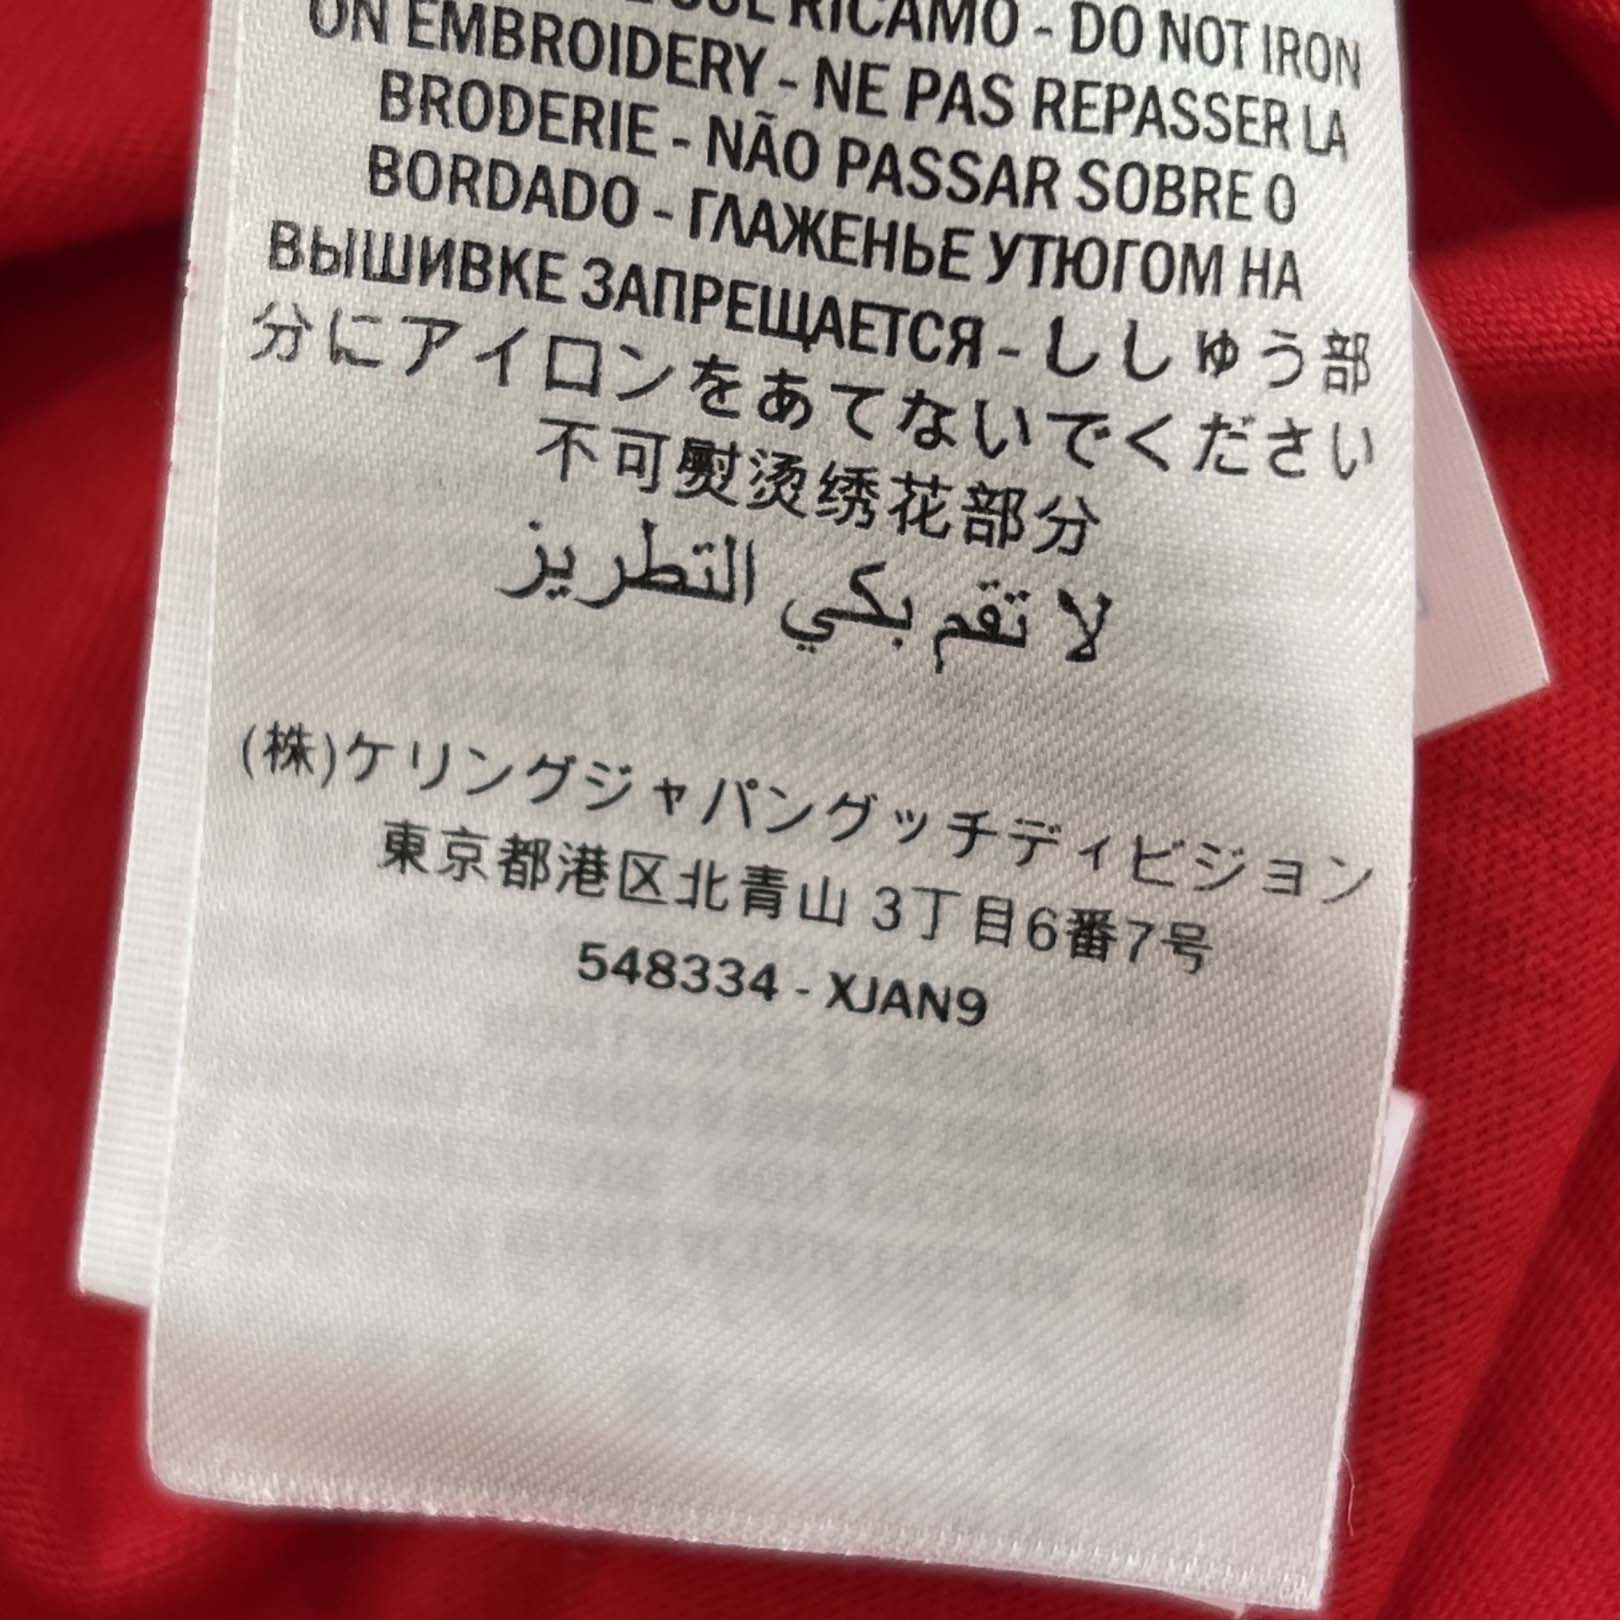 SUL RICAMO - DO NOT IRON
ON EMBROIDERY - NE PAS REPASSER LA
BRODERIE - NÃO PASSAR SOBRE O
BORDADO - ГЛАЖЕНЬЕ УТЮГОМ НА
ВЫШИВКЕ ЗАПРЕЩАЕТСЯ - ししゅう部
分にアイロンをあてないでください
不可熨烫绣花部分
لا تقم بكي التطريز
(株)ケリングジャパングッチディビジョン
東京都港区北青山 3丁目6番7号
548334 - XJAN9